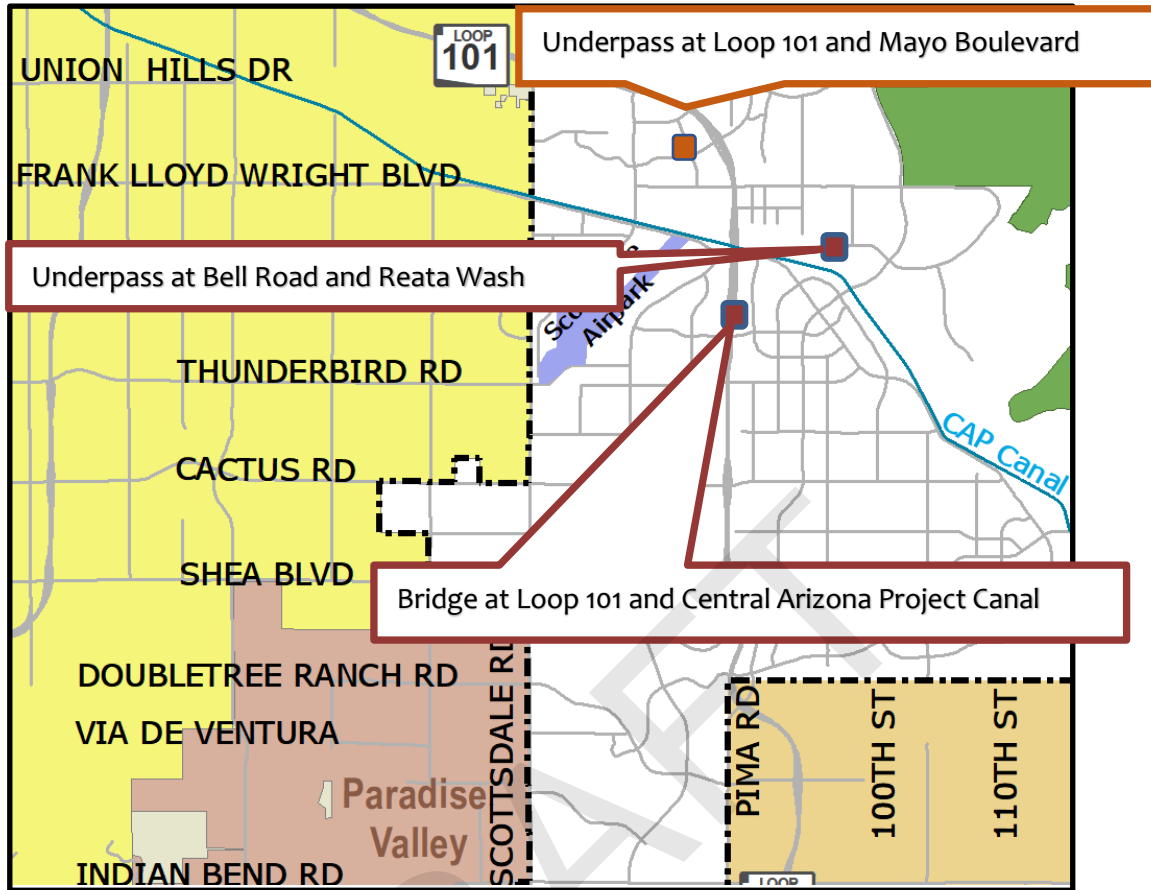 LOOP
101
Underpass at Loop 101 and Mayo Boulevard
UNION HILLS DR
FRANK LLOYD WRIGHT BLVD
Underpass at Bell Road and Reata Wash
Airpark
THUNDERBIRD RD
CACTUS RD
CAP Canal
SHEA BLVD
Bridge at Loop 101 and Central Arizona Project Canal
DOUBLETREE RANCH RD
VIA DE VENTURA
SCOTTSDALE RD
PIMA RD
100TH ST
110TH ST
Paradise
Valley
INDIAN BEND RD
LOOP